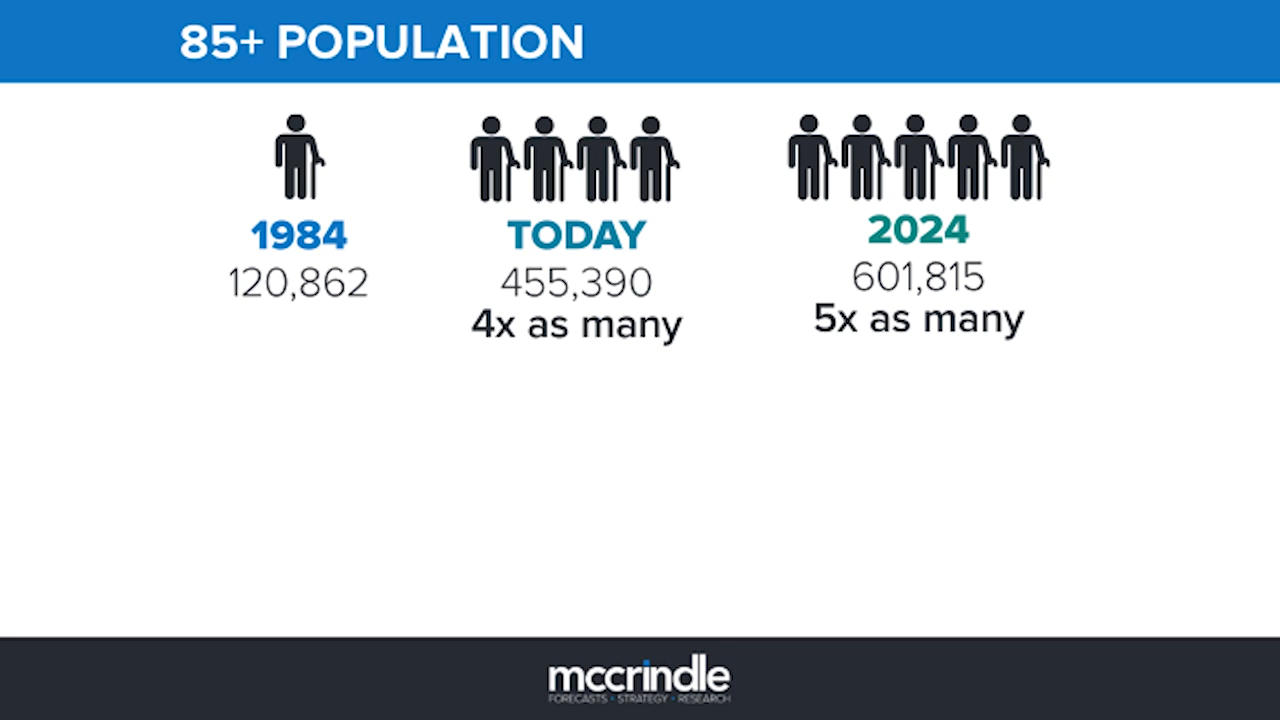 85+ POPULATION
1984
120,862
TODAY
455,390
4x as many
2024
601,815
5x as many
mccrindle
FORECASTS · STRATEGY · RESEARCH